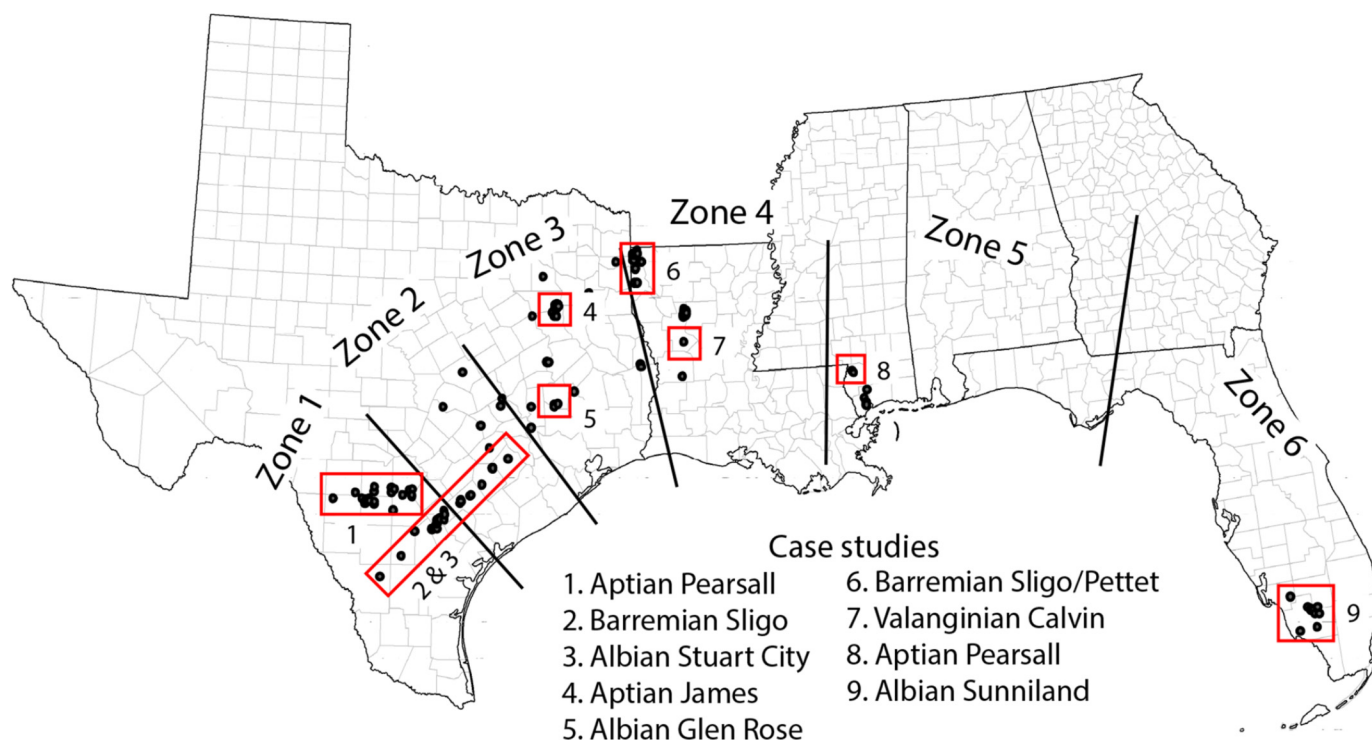 Zone 1
Zone 2
Zone 3
Zone 4
Zone 5
Zone 6
1
2 & 3
4
5
6
7
8
9
Case studies
1. Aptian Pearsall
2. Barremian Sligo
3. Albian Stuart City
4. Aptian James
5. Albian Glen Rose
6. Barremian Sligo/Pettet
7. Valanginian Calvin
8. Aptian Pearsall
9. Albian Sunniland